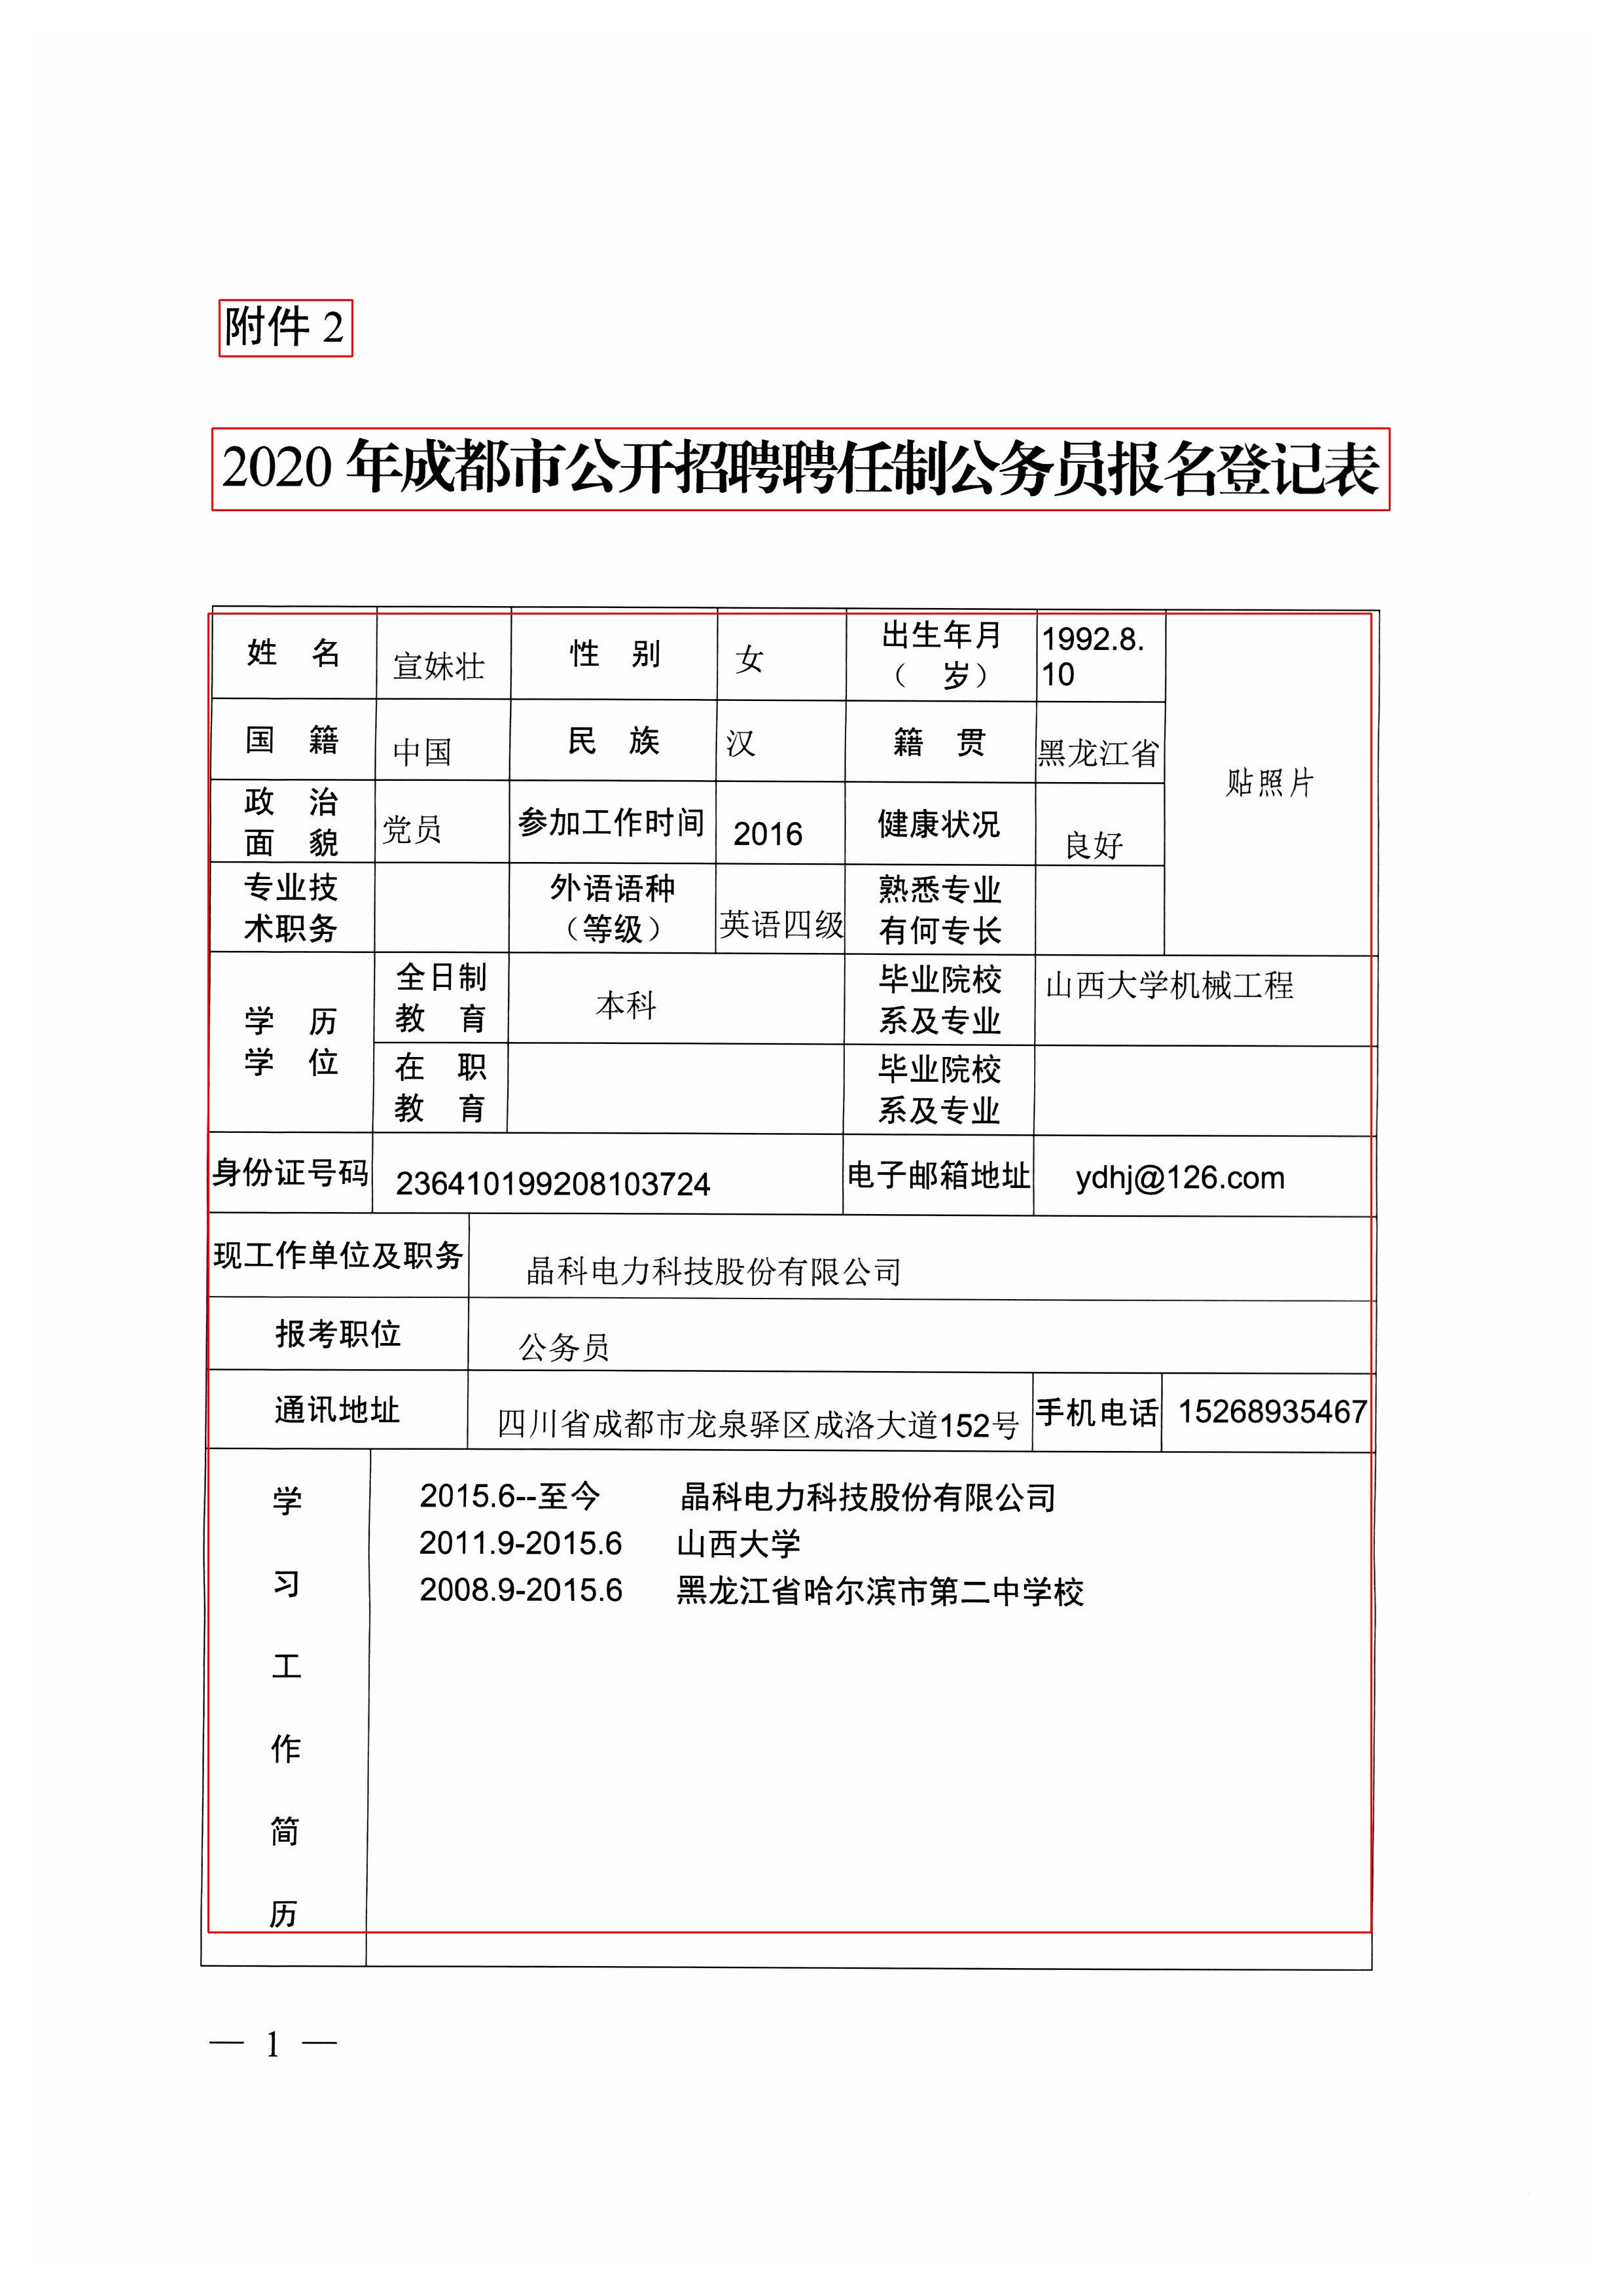 附件 2
2020 年成都市公开招聘聘任制公务员报名登记表
姓 名 宣妹壮 性 别 女 出生年月（ 岁） 1992.8.10 贴照片
国 籍 中国 民 族 汉 籍 贯 黑龙江省
政 治面 貌 党员 参加工作时间 2016 健康状况 良好
专业技术职务 外语语种（等级） 英语四级 熟悉专业有何专长
学 历学 位 全日制教 育 本科 毕业院校系及专业 山西大学机械工程
在 职教 育 毕业院校系及专业
身份证号码 236410199208103724 电子邮箱地址 ydhj@126.com
现工作单位及职务 晶科电力科技股份有限公司
报考职位 公务员
通讯地址 四川省成都市龙泉驿区成洛大道152号 手机电话 15268935467
学习工作简历
2015.6--至今 晶科电力科技股份有限公司
2011.9-2015.6 山西大学
2008.9-2015.6 黑龙江省哈尔滨市第二中学校
— 1 —